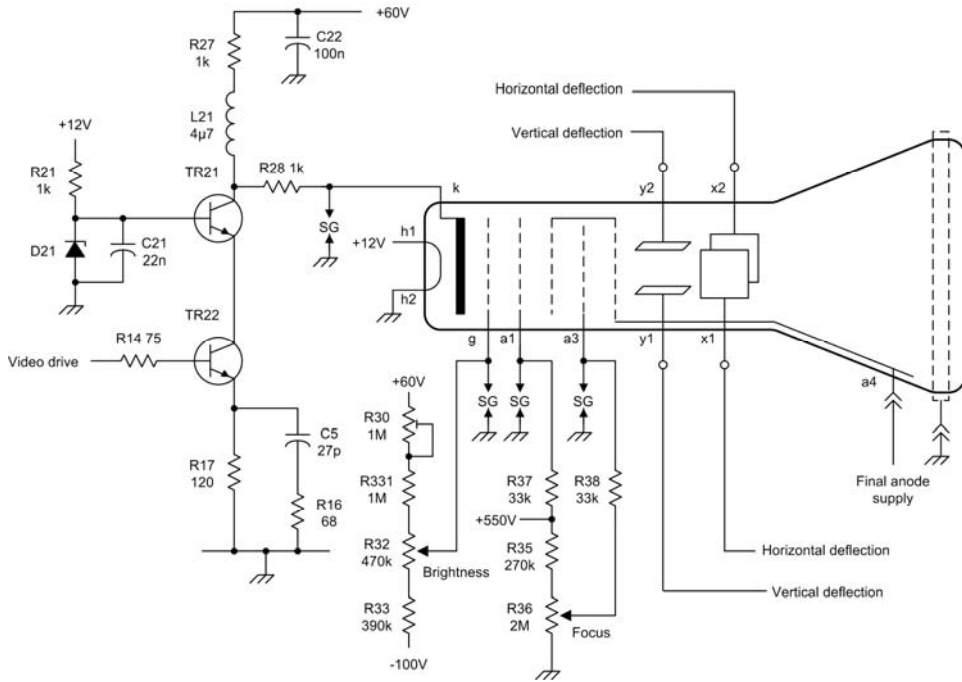 +60V
C22
100n
R27
1k
L21
4µ7
Horizontal deflection
Vertical deflection
+12V
R21
1k
TR21
R28 1k
k
y2
x2
SG
h1
+12V
h2
D21
C21
22n
TR22
R14 75
Video drive
g
a1
a3
y1
x1
a4
SG
SG
SG
+60V
R30
1M
C5
27p
R17
120
R16
68
R331
1M
R37
33k
R38
33k
Final anode
supply
+550V
R32
470k
Brightness
R35
270k
Horizontal deflection
R33
390k
R36
2M
Focus
Vertical deflection
-100V